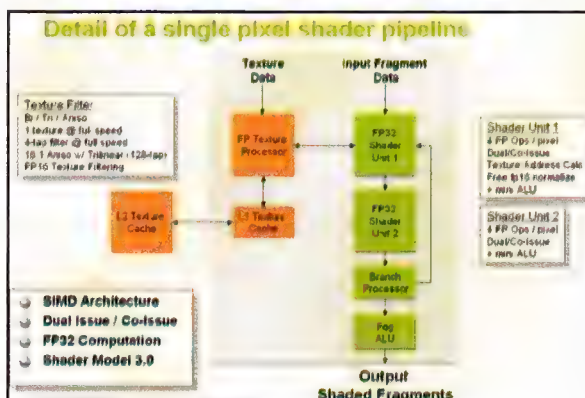 Detail of a single pixel shader pipeline
Texture Data
Input Fragment Data
Texture Filter
Bi / Tri / Aniso
1 texture @ full speed
4-tap filter @ full speed
16:1 Aniso w/ Trilinear (128-tap)
FP16 Texture Filtering
FP Texture Processor
FP32 Shader Unit 1
Shader Unit 1
4 FP Ops / pixel
Dual/Co-Issue
Texture Address Calc
Free fp16 normalize
+ mini ALU
L2 Texture Cache
L1 Texture Cache
FP32 Shader Unit 2
Shader Unit 2
4 FP Ops / pixel
Dual/Co-Issue
+ mini ALU
Branch Processor
Fog ALU
SIMD Architecture
Dual Issue / Co-Issue
FP32 Computation
Shader Model 3.0
Output
Shaded Fragments